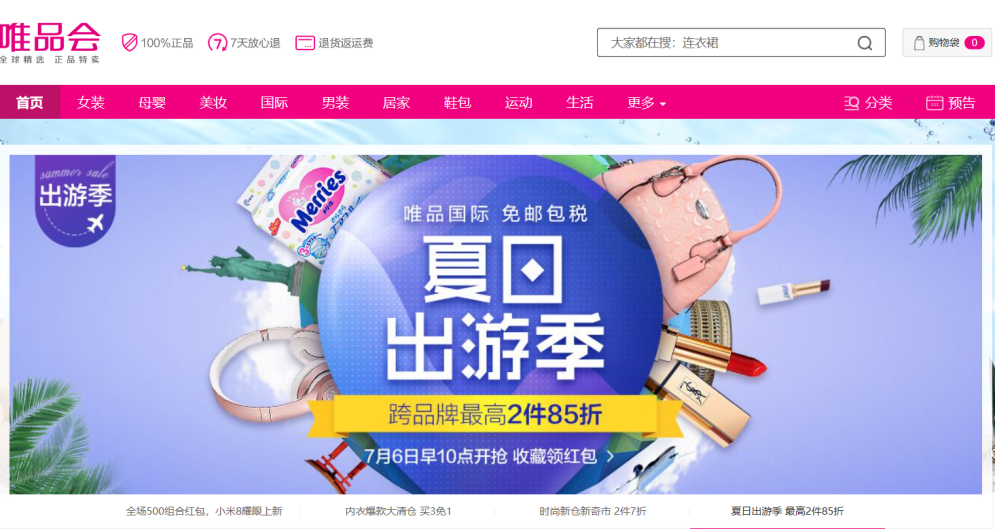 唯品会
全球精选 正品特卖
100%正品 7天放心退 退货返运费
大家都在搜：连衣裙
购物袋 0
首页 女装 母婴 美妆 国际 男装 居家 鞋包 运动 生活 更多 分类 预告
summer sale
出游季
Merries
唯品国际 免邮包税
夏日
出游季
跨品牌最高2件85折
7月6日早10点开抢 收藏领红包 >
全场500组合红包，小米8耀眼上新 内衣爆款大清仓 买3免1 时尚新仓新奇市 2件7折 夏日出游季 最高2件85折